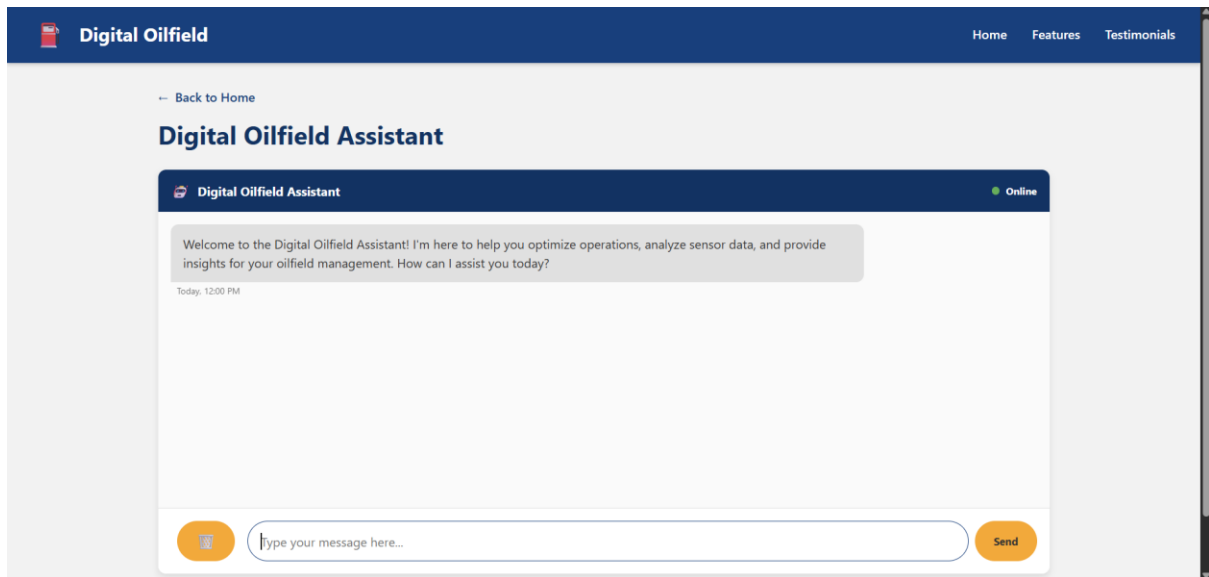 Digital Oilfield
Home Features Testimonials
← Back to Home
Digital Oilfield Assistant
Digital Oilfield Assistant
Online
Welcome to the Digital Oilfield Assistant! I'm here to help you optimize operations, analyze sensor data, and provide
insights for your oilfield management. How can I assist you today?
Today, 12:00 PM
Type your message here...
Send